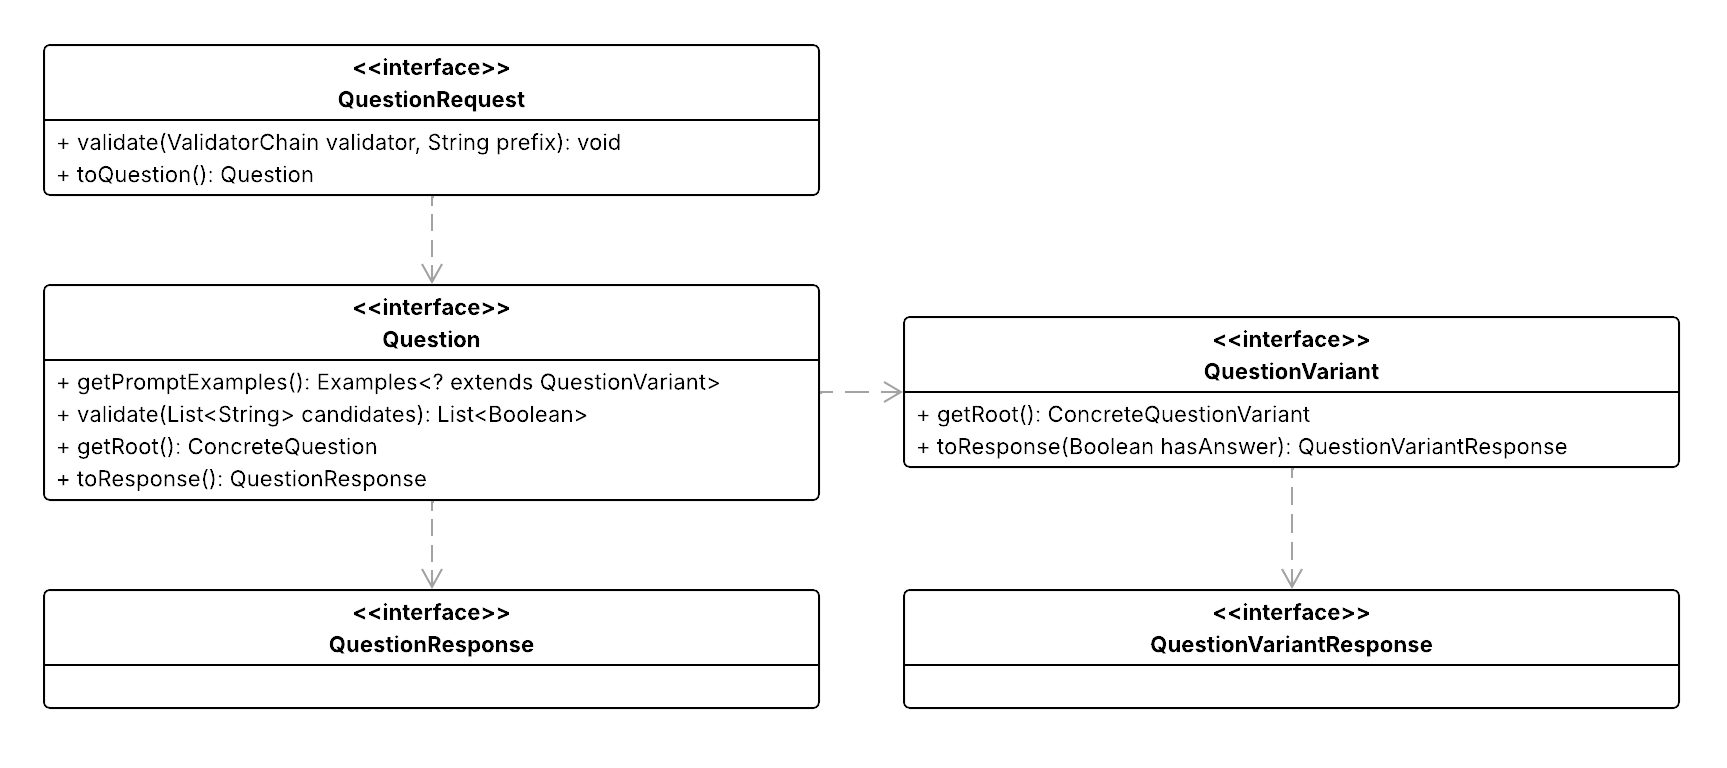 <<interface>>
QuestionRequest
+ validate(ValidatorChain validator, String prefix): void
+ toQuestion(): Question
<<interface>>
Question
+ getPromptExamples(): Examples<? extends QuestionVariant>
+ validate(List<String> candidates): List<Boolean>
+ getRoot(): ConcreteQuestion
+ toResponse(): QuestionResponse
<<interface>>
QuestionVariant
+ getRoot(): ConcreteQuestionVariant
+ toResponse(Boolean hasAnswer): QuestionVariantResponse
<<interface>>
QuestionResponse
<<interface>>
QuestionVariantResponse